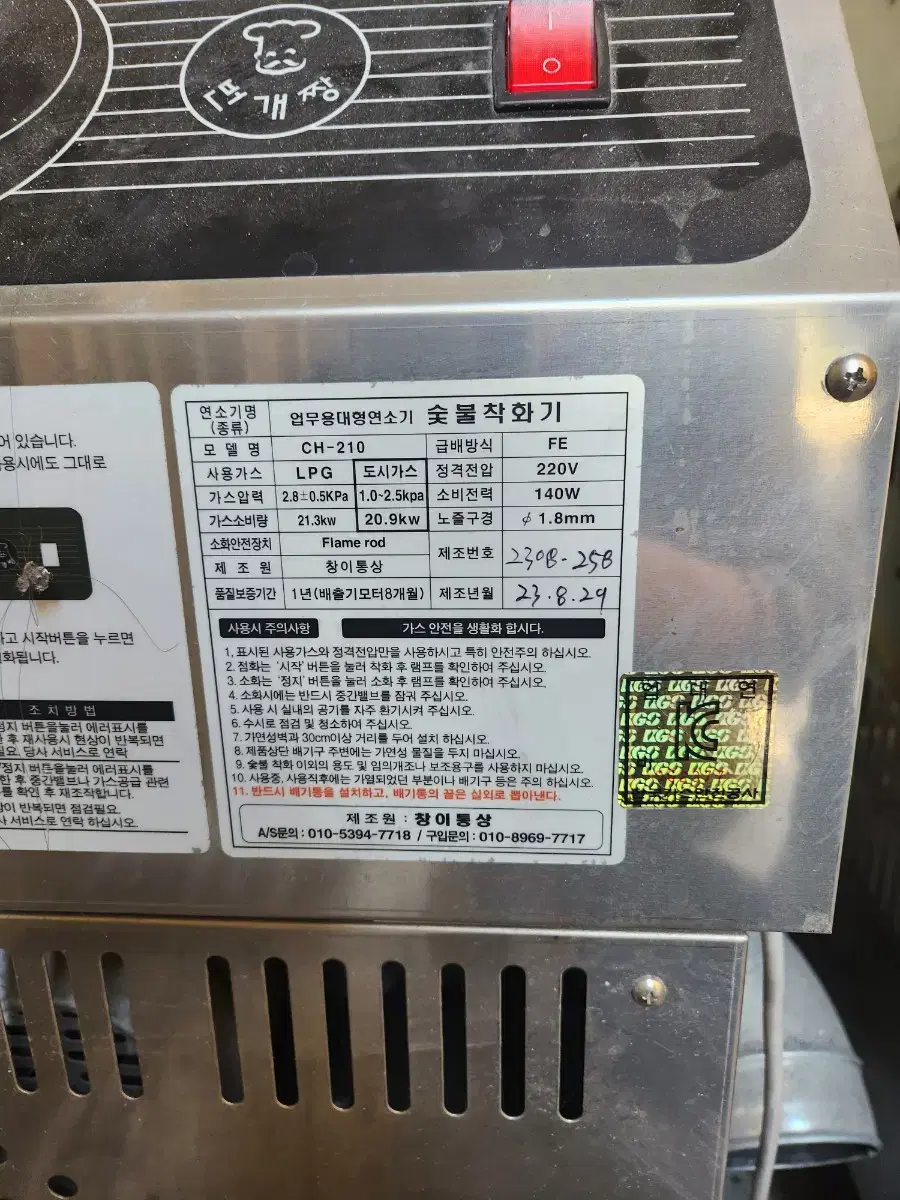 「또개짱
어 있습니다.
용시에도 그대로
고 시작버튼을 누르면
화됩니다.
조치방법
정지 버튼을눌러 에러표시를
한 후 재사용시 현상이 반복되면
필요. 당사 서비스로 연락
정지 버튼을눌러 에러표시를
한 후 중간밸브나 가스공급 관련
를 확인 후 재조작합니다.
상이 반복되면 점검필요.
사 서비스로 연락 하십시오.
연소기명 (종류) 업무용대형연소기 숯불착화기
모델명 CH-210 급배방식 FE
사용가스 LPG 도시가스 정격전압 220V
가스압력 2.8±0.5KPa 1.0~2.5kpa 소비전력 140W
가스소비량 21.3kw 20.9kw 노즐구경 ϕ1.8mm
소화안전장치 Flame rod 제조번호 230B-25B
제조원 창이통상
품질보증기간 1년(배출기모터8개월) 제조년월 23.8.29
사용시 주의사항 가스 안전을 생활화 합시다.
1. 표시된 사용가스와 정격전압만을 사용하시고 특히 안전주의 하십시오.
2. 점화는 '시작' 버튼을 눌러 착화 후 램프를 확인하여 주십시오.
3. 소화는 '정지' 버튼을 눌러 소화 후 램프를 확인하여 주십시오.
4. 소화시에는 반드시 중간밸브를 잠궈 주십시오.
5. 사용 시 실내의 공기를 자주 환기시켜 주십시오.
6. 수시로 점검 및 청소하여 주십시오.
7. 가연성벽과 30cm이상 거리를 두어 설치 하십시오.
8. 제품상단 배기구 주변에는 가연성 물질을 두지 마십시오.
9. 숯불 착화 이외의 용도 및 임의개조나 보조용구를 사용하지 마십시오.
10. 사용중, 사용직후에는 가열되었던 부분이나 배기구 등은 주의 하십시오.
11. 반드시 배기통을 설치하고, 배기통의 끝은 실외로 뽑아낸다.
제조원 : 창이통상
A/S문의 : 010-5394-7718 / 구입문의 : 010-8969-7717
KGS